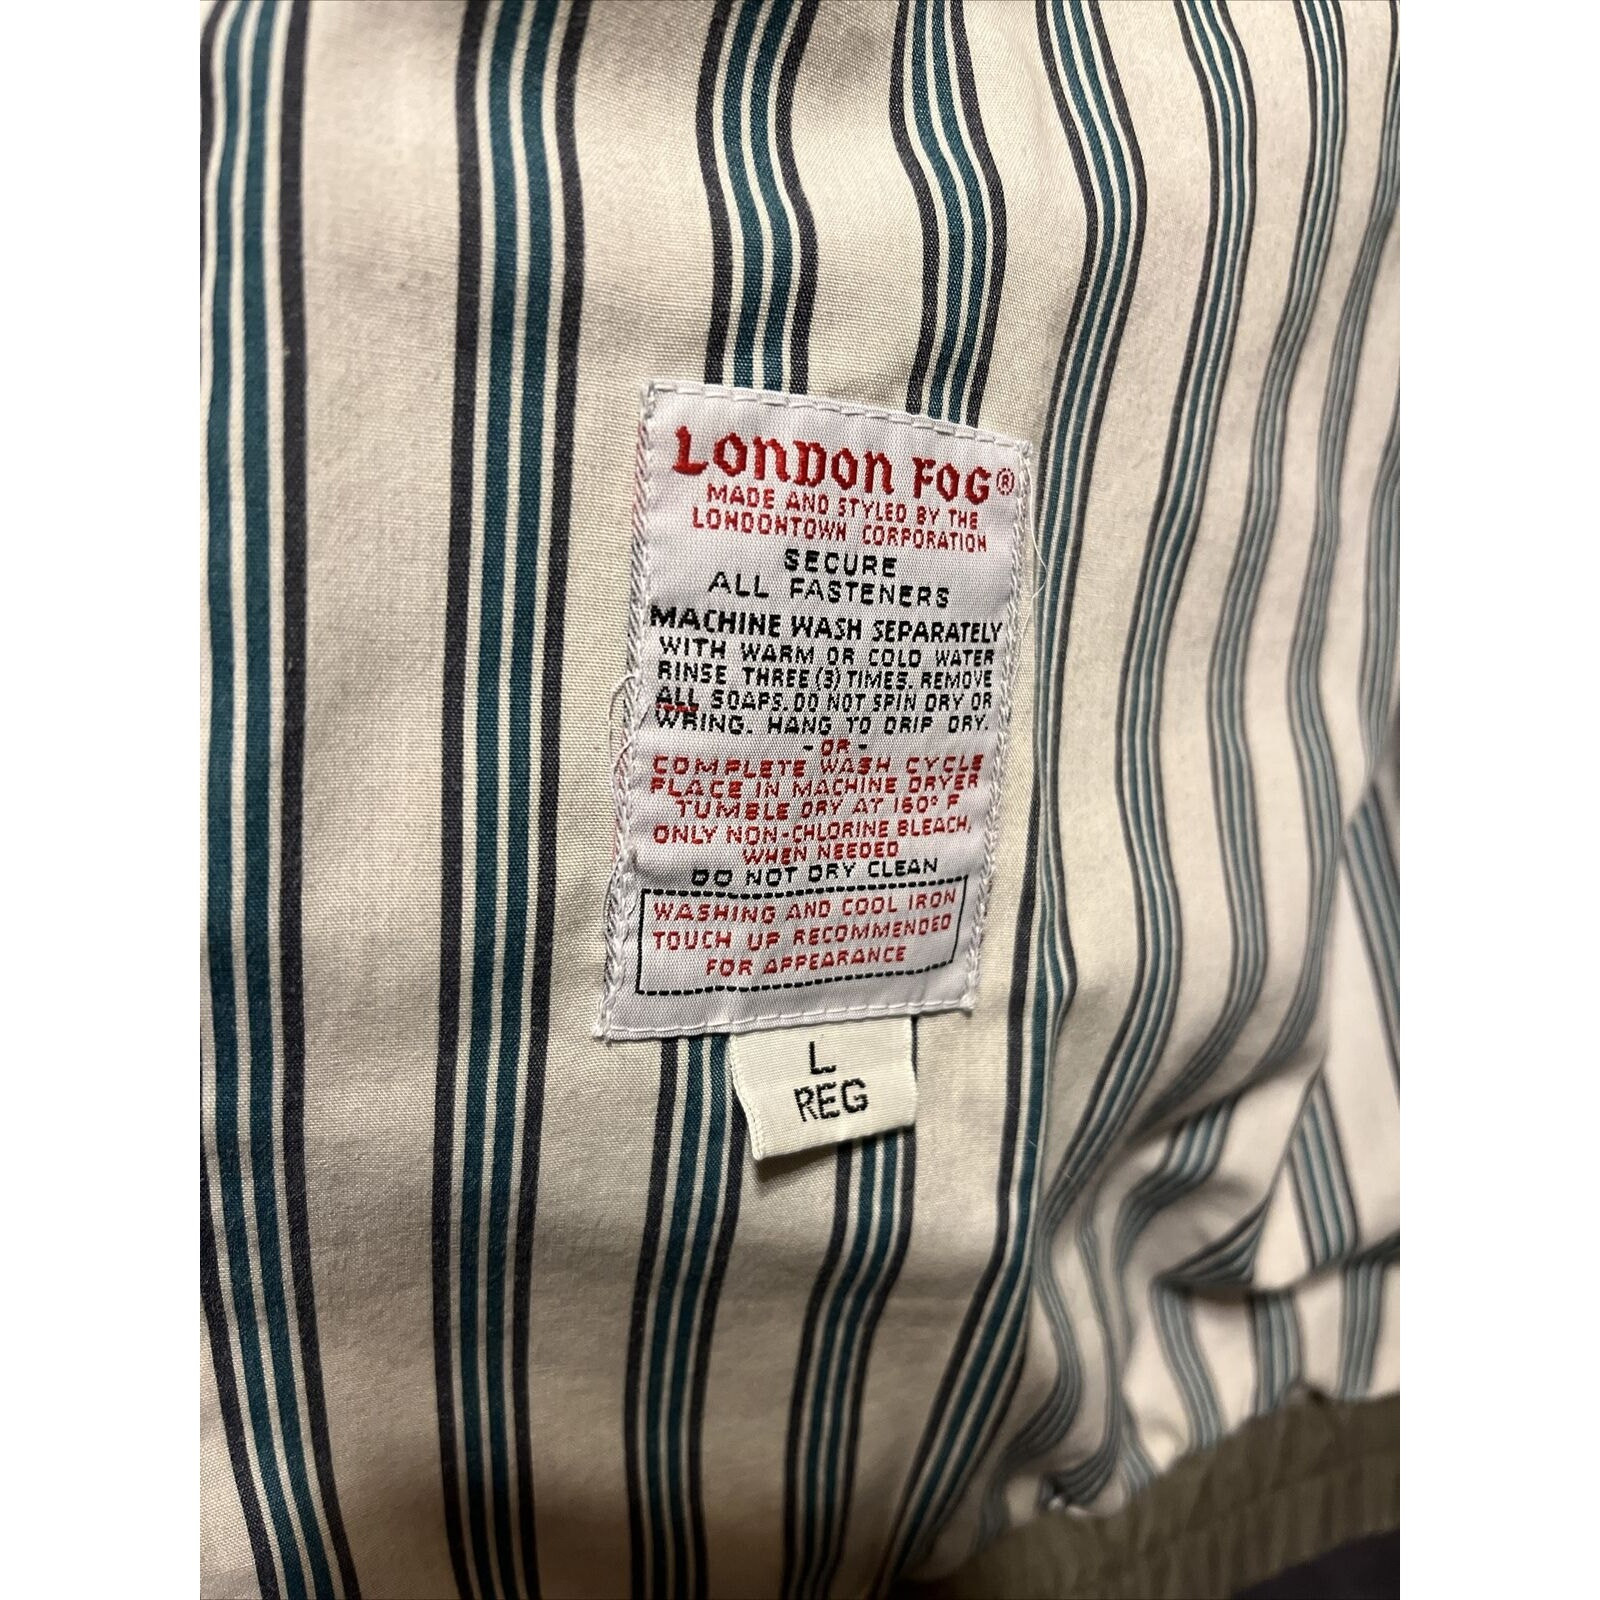 LONDON FOG®
MADE AND STYLED BY THE
LONDONTOWN CORPORATION
SECURE
ALL FASTENERS
MACHINE WASH SEPARATELY
WITH WARM OR COLD WATER
RINSE THREE (3) TIMES. REMOVE
ALL SOAPS. DO NOT SPIN DRY OR
WRING. HANG TO DRIP DRY.
- OR -
COMPLETE WASH CYCLE
PLACE IN MACHINE DRYER
TUMBLE DRY AT 160° F
ONLY NON-CHLORINE BLEACH,
WHEN NEEDED
DO NOT DRY CLEAN
WASHING AND COOL IRON
TOUCH UP RECOMMENDED
FOR APPEARANCE
L
REG